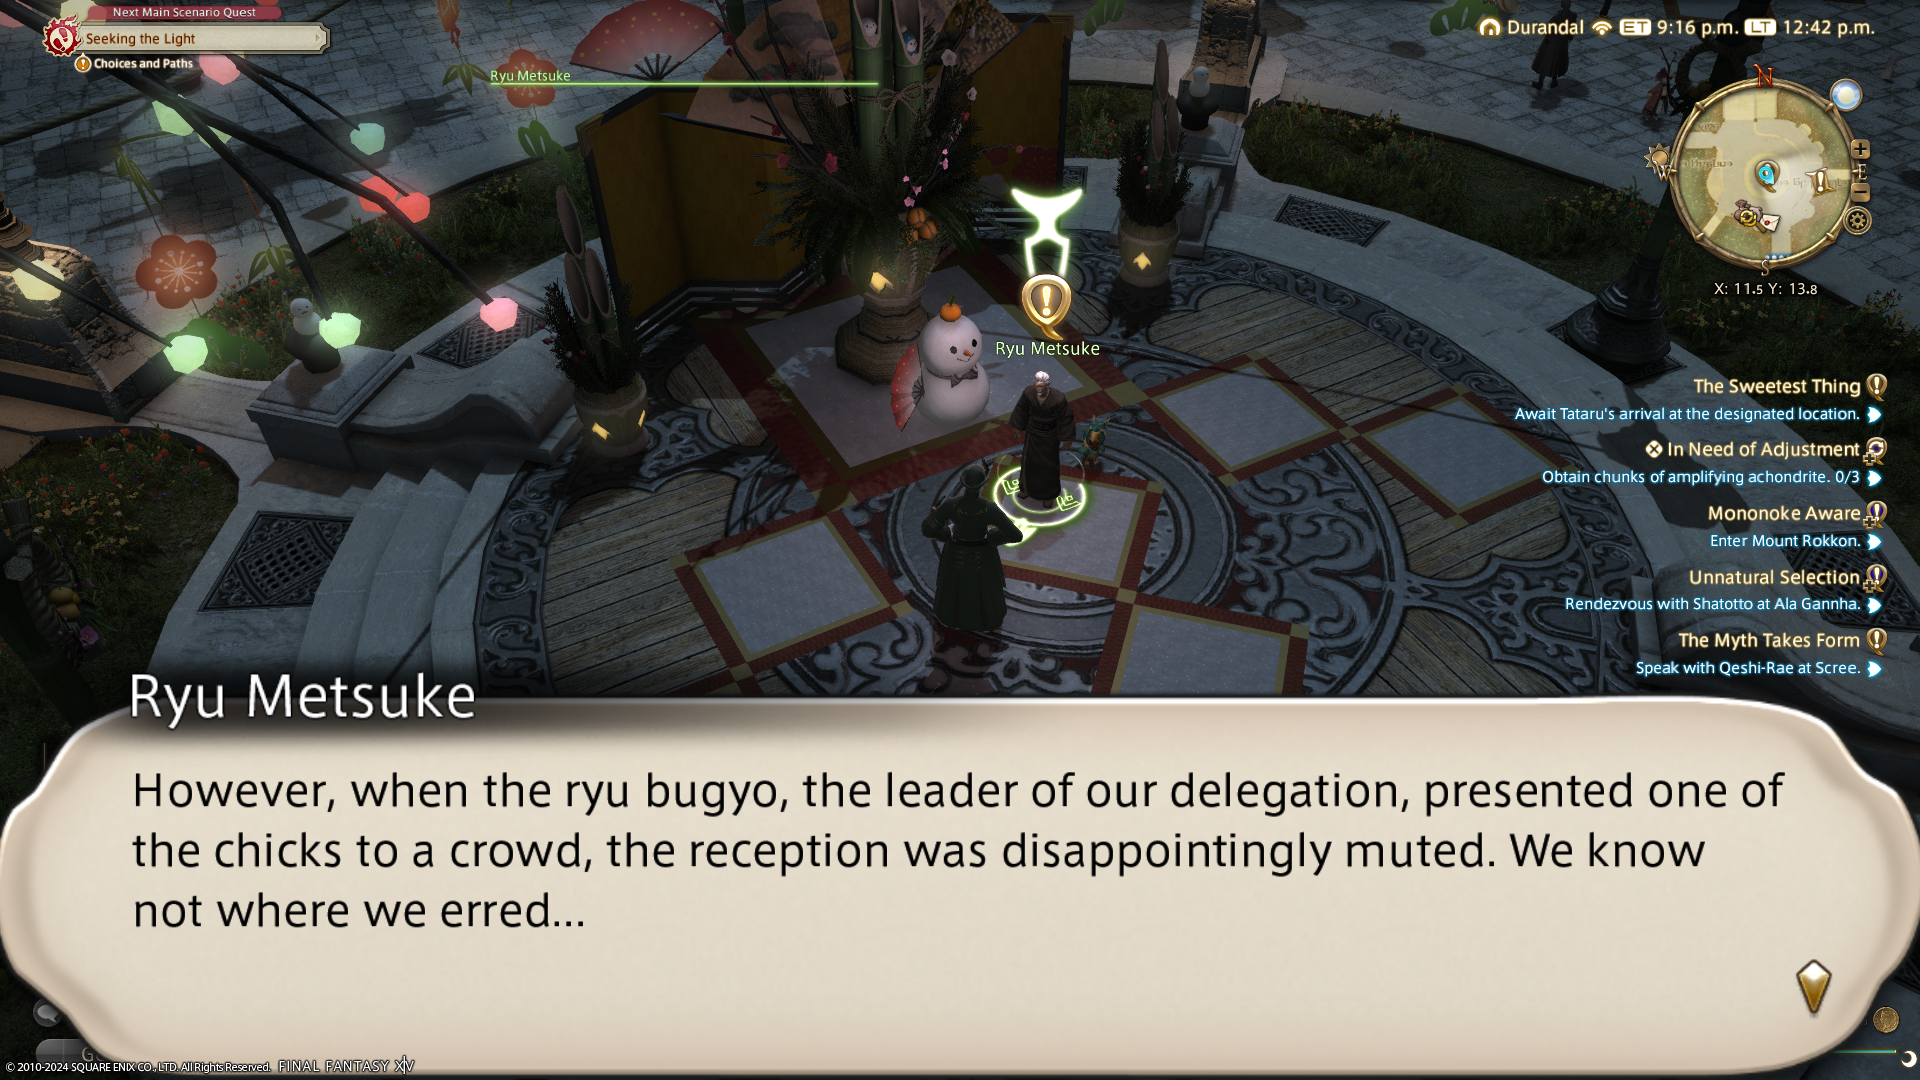 Next Main Scenario Quest
Seeking the Light
Choices and Paths
Ryu Metsuke
Durandal ET 9:16 p.m. LT 12:42 p.m.
N
W
E
S
X: 11.5 Y: 13.8
Ryu Metsuke
The Sweetest Thing
Await Tataru's arrival at the designated location.
In Need of Adjustment
Obtain chunks of amplifying achondrite. 0/3
Mononoke Aware
Enter Mount Rokkon.
Unnatural Selection
Rendezvous with Shatotto at Ala Gannha.
The Myth Takes Form
Speak with Qeshi-Rae at Scree.
Ryu Metsuke
However, when the ryu bugyo, the leader of our delegation, presented one of
the chicks to a crowd, the reception was disappointingly muted. We know
not where we erred...
© 2010-2024 SQUARE ENIX CO., LTD. All Rights Reserved. FINAL FANTASY XIV